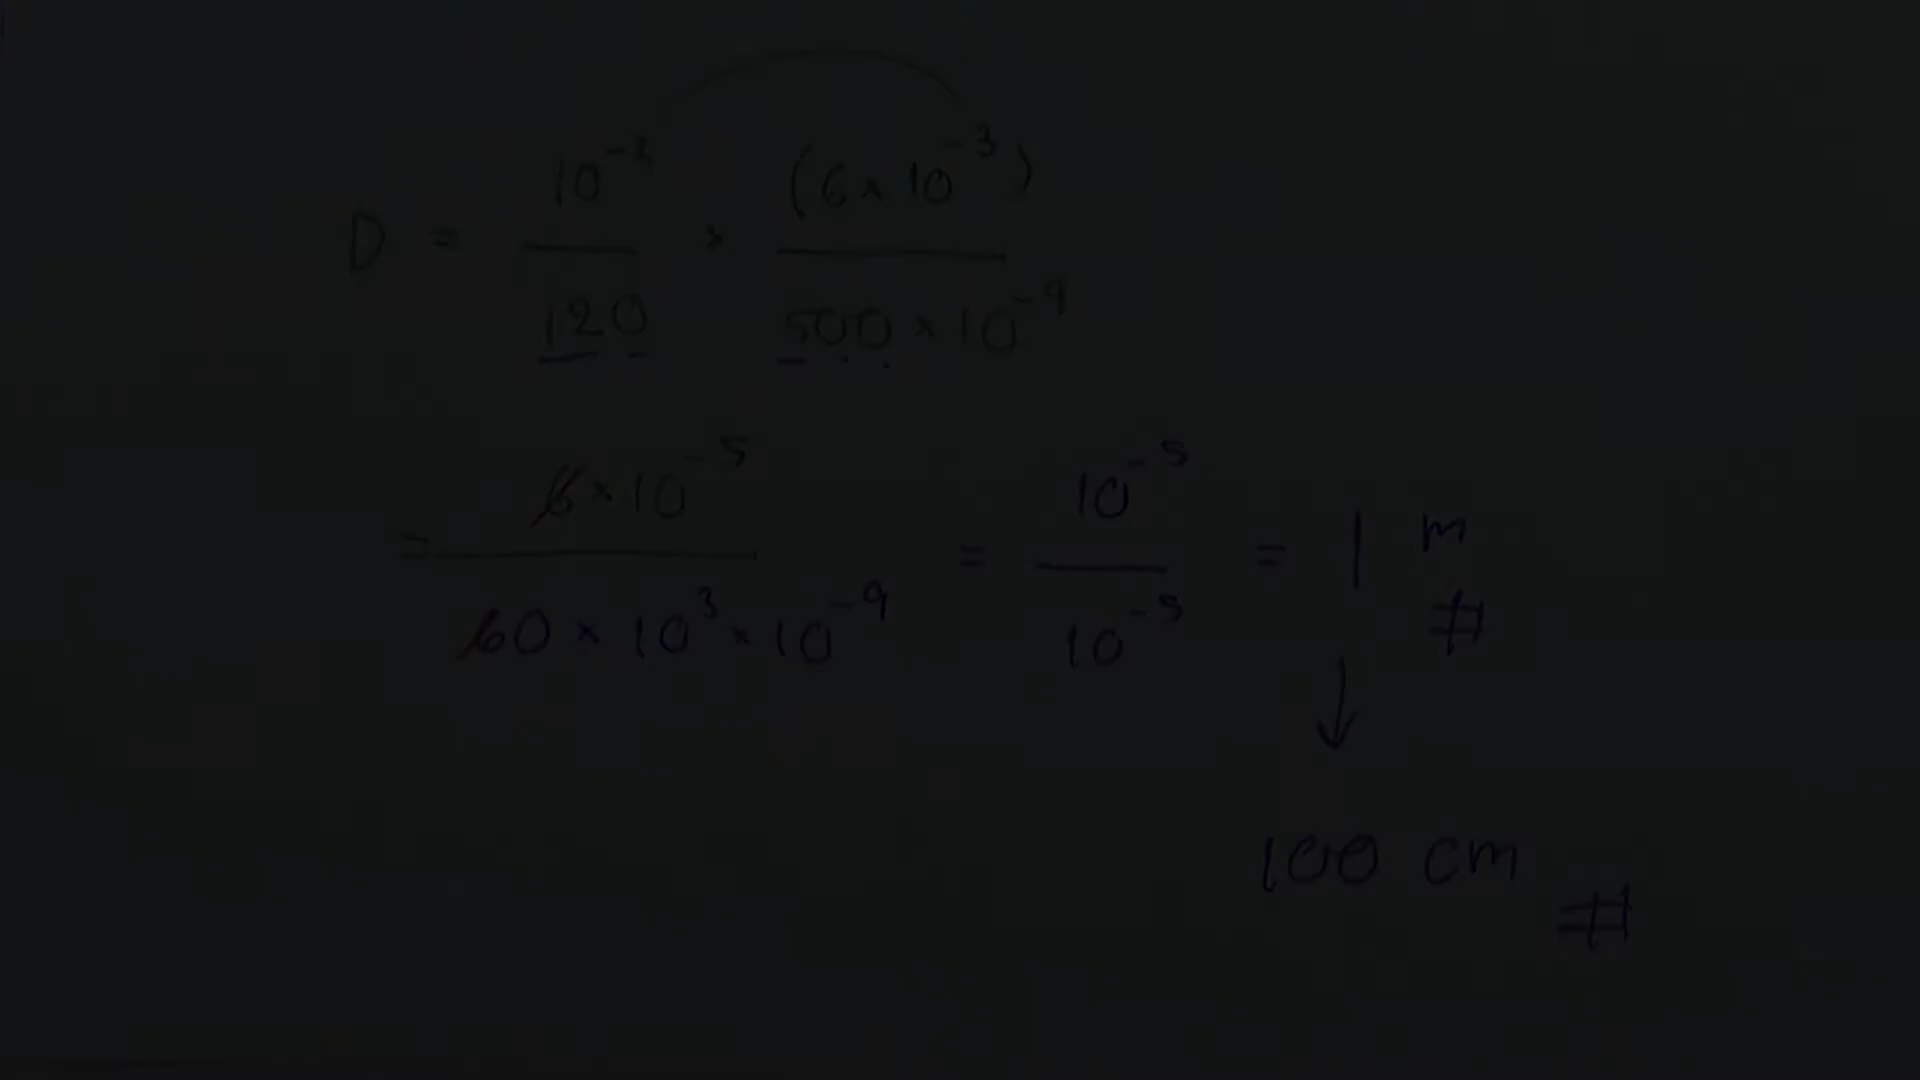 D = 10^-2 / 120 × (6 × 10^-3) / 500 × 10^-9
= 6 × 10^-5 / 60 × 10^3 × 10^-9 = 10^-5 / 10^-5 = 1 m #
↓
100 cm #